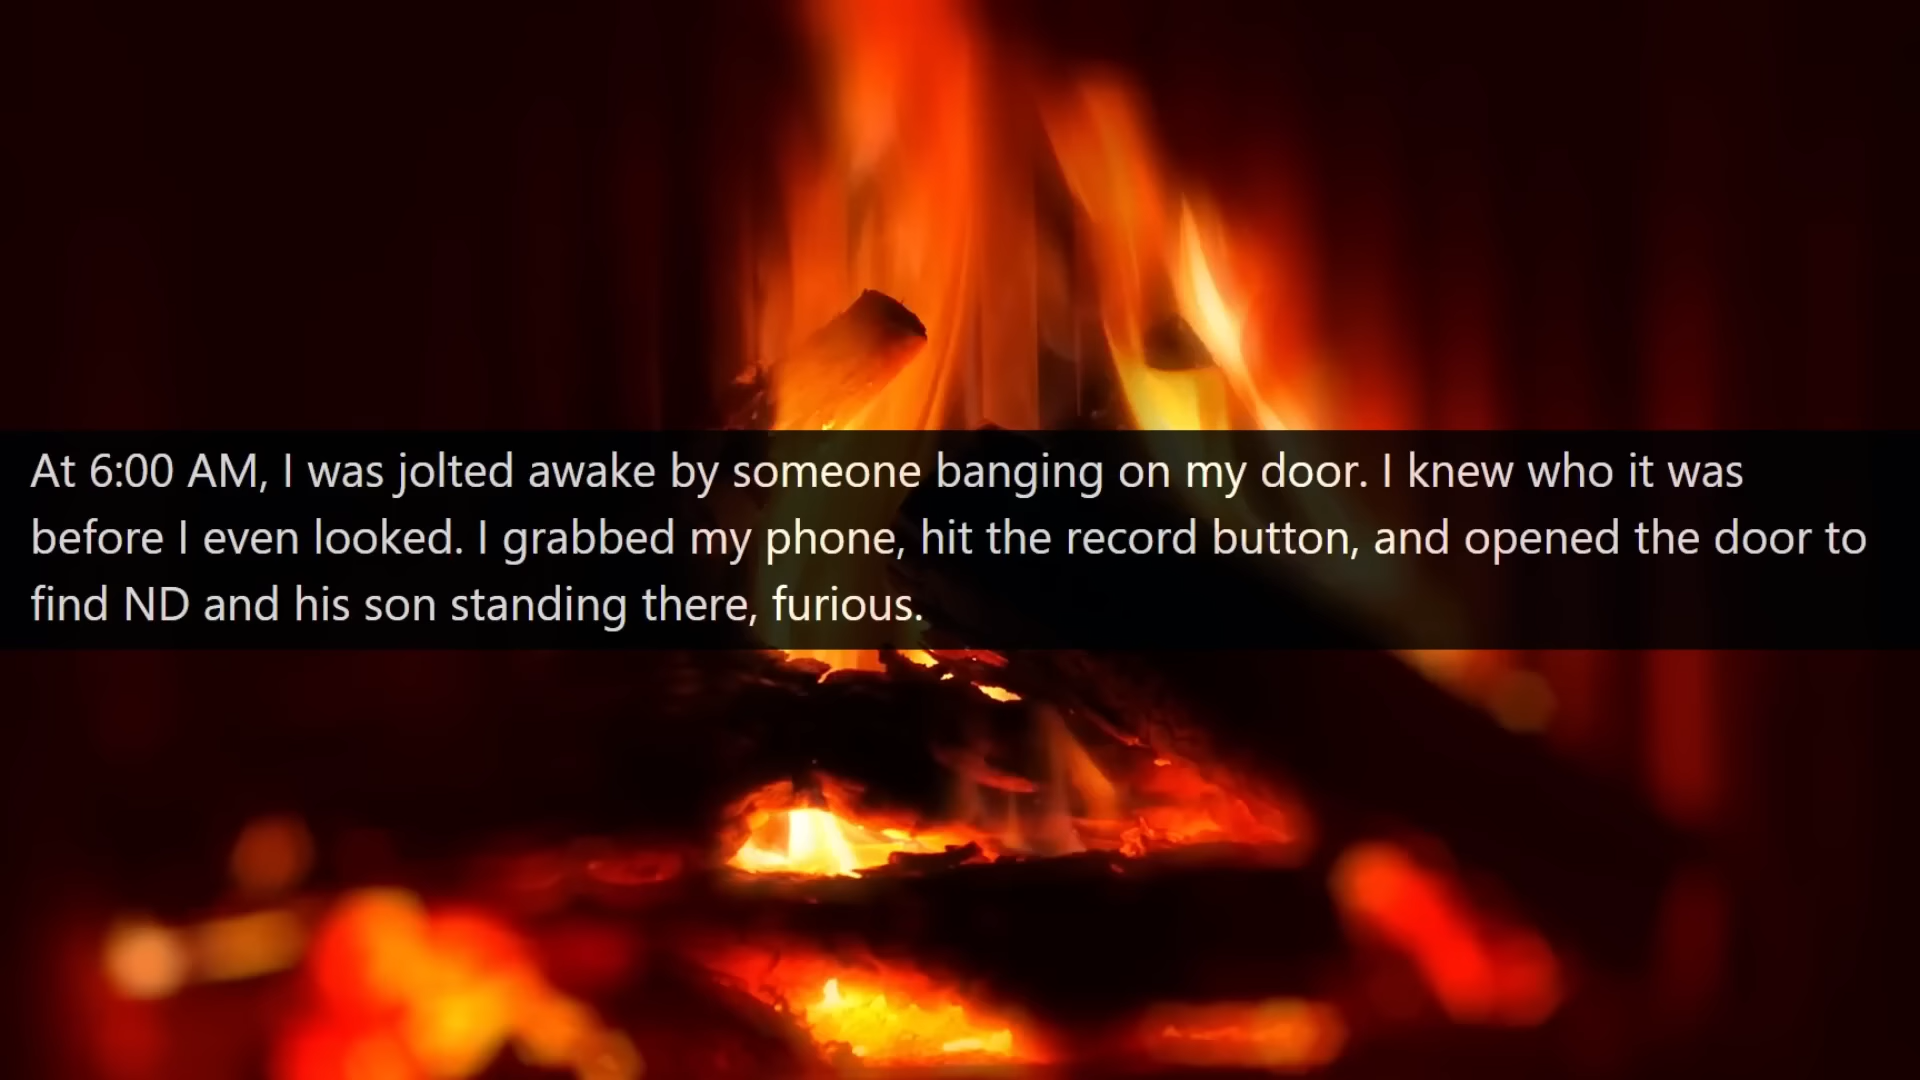 At 6:00 AM, I was jolted awake by someone banging on my door. I knew who it was
before I even looked. I grabbed my phone, hit the record button, and opened the door to
find ND and his son standing there, furious.